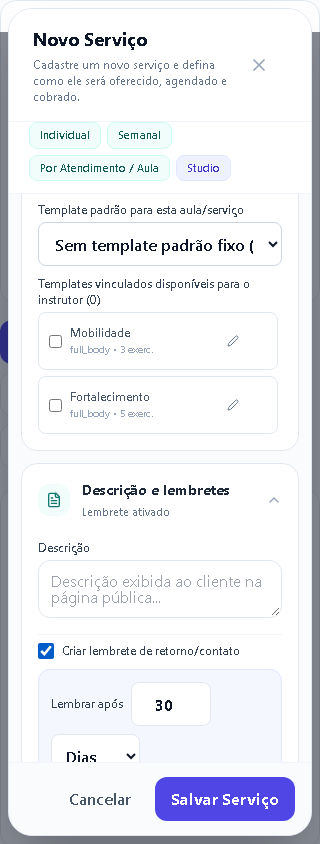 Novo Serviço
Cadastre um novo serviço e defina
como ele será oferecido, agendado e
cobrado.
Individual
Semanal
Por Atendimento / Aula
Studio
Template padrão para esta aula/serviço
Sem template padrão fixo (
Templates vinculados disponíveis para o
instrutor (0)
Mobilidade
full_body • 3 exerc.
Fortalecimento
full_body • 5 exerc.
Descrição e lembretes
Lembrete ativado
Descrição
Descrição exibida ao cliente na
página pública...
Criar lembrete de retorno/contato
Lembrar após
30
Dias
Cancelar
Salvar Serviço